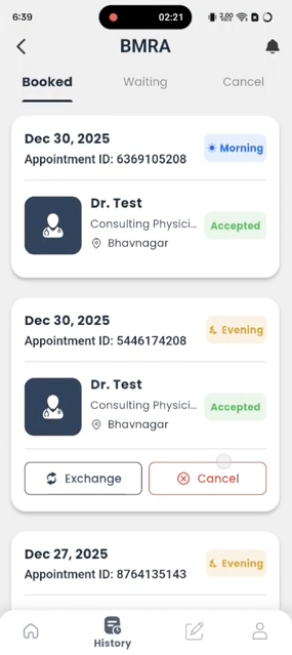 6:39
02:21
BMRA
Booked
Waiting
Cancel
Dec 30, 2025
Morning
Appointment ID: 6369105208
Dr. Test
Consulting Physici...
Accepted
Bhavnagar
Dec 30, 2025
Evening
Appointment ID: 5446174208
Dr. Test
Consulting Physici...
Accepted
Bhavnagar
Exchange
Cancel
Dec 27, 2025
Evening
Appointment ID: 8764135143
History